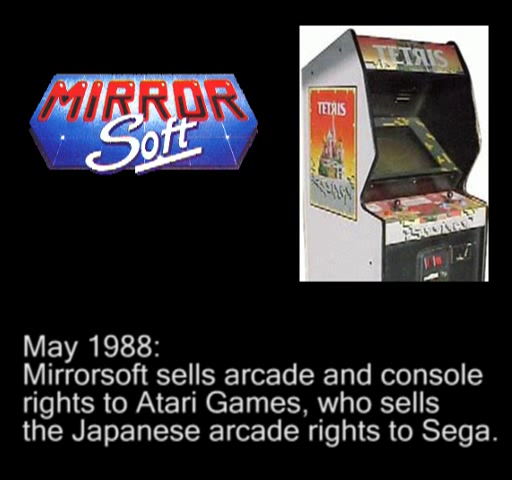 MIRROR
Soft
TETRIS
TETRIS
May 1988:
Mirrorsoft sells arcade and console
rights to Atari Games, who sells
the Japanese arcade rights to Sega.